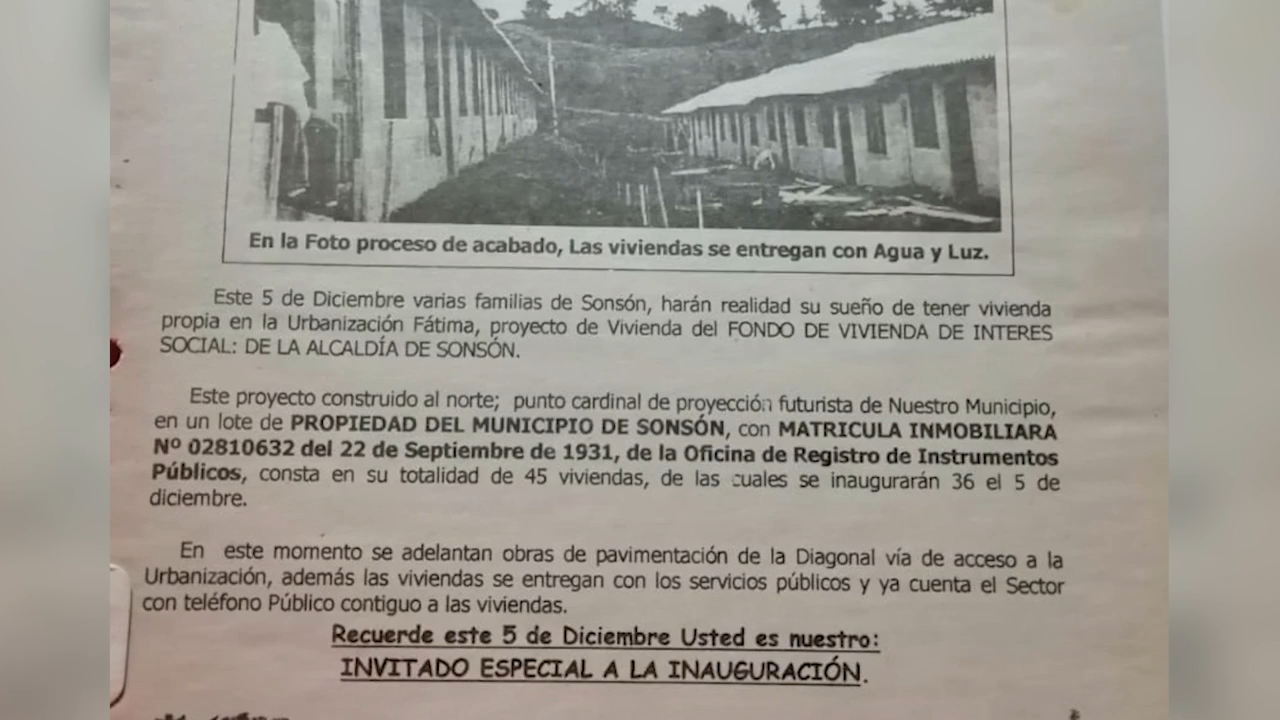 En la Foto proceso de acabado, Las viviendas se entregan con Agua y Luz.
Este 5 de Diciembre varias familias de Sonsón, harán realidad su sueño de tener vivienda
propia en la Urbanización Fátima, proyecto de Vivienda del FONDO DE VIVIENDA DE INTERES
SOCIAL: DE LA ALCALDÍA DE SONSÓN.
Este proyecto construido al norte; punto cardinal de proyección futurista de Nuestro Municipio,
en un lote de PROPIEDAD DEL MUNICIPIO DE SONSÓN, con MATRICULA INMOBILIARA
Nº 02810632 del 22 de Septiembre de 1931, de la Oficina de Registro de Instrumentos
Públicos, consta en su totalidad de 45 viviendas, de las cuales se inaugurarán 36 el 5 de
diciembre.
En este momento se adelantan obras de pavimentación de la Diagonal vía de acceso a la
Urbanización, además las viviendas se entregan con los servicios públicos y ya cuenta el Sector
con teléfono Público contiguo a las viviendas.
Recuerde este 5 de Diciembre Usted es nuestro:
INVITADO ESPECIAL A LA INAUGURACIÓN.